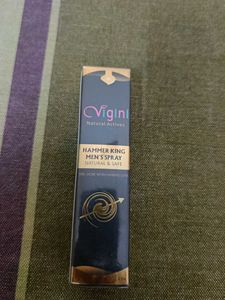 Vigini
Natural Actives
HAMMER KING
MEN'S SPRAY
NATURAL & SAFE